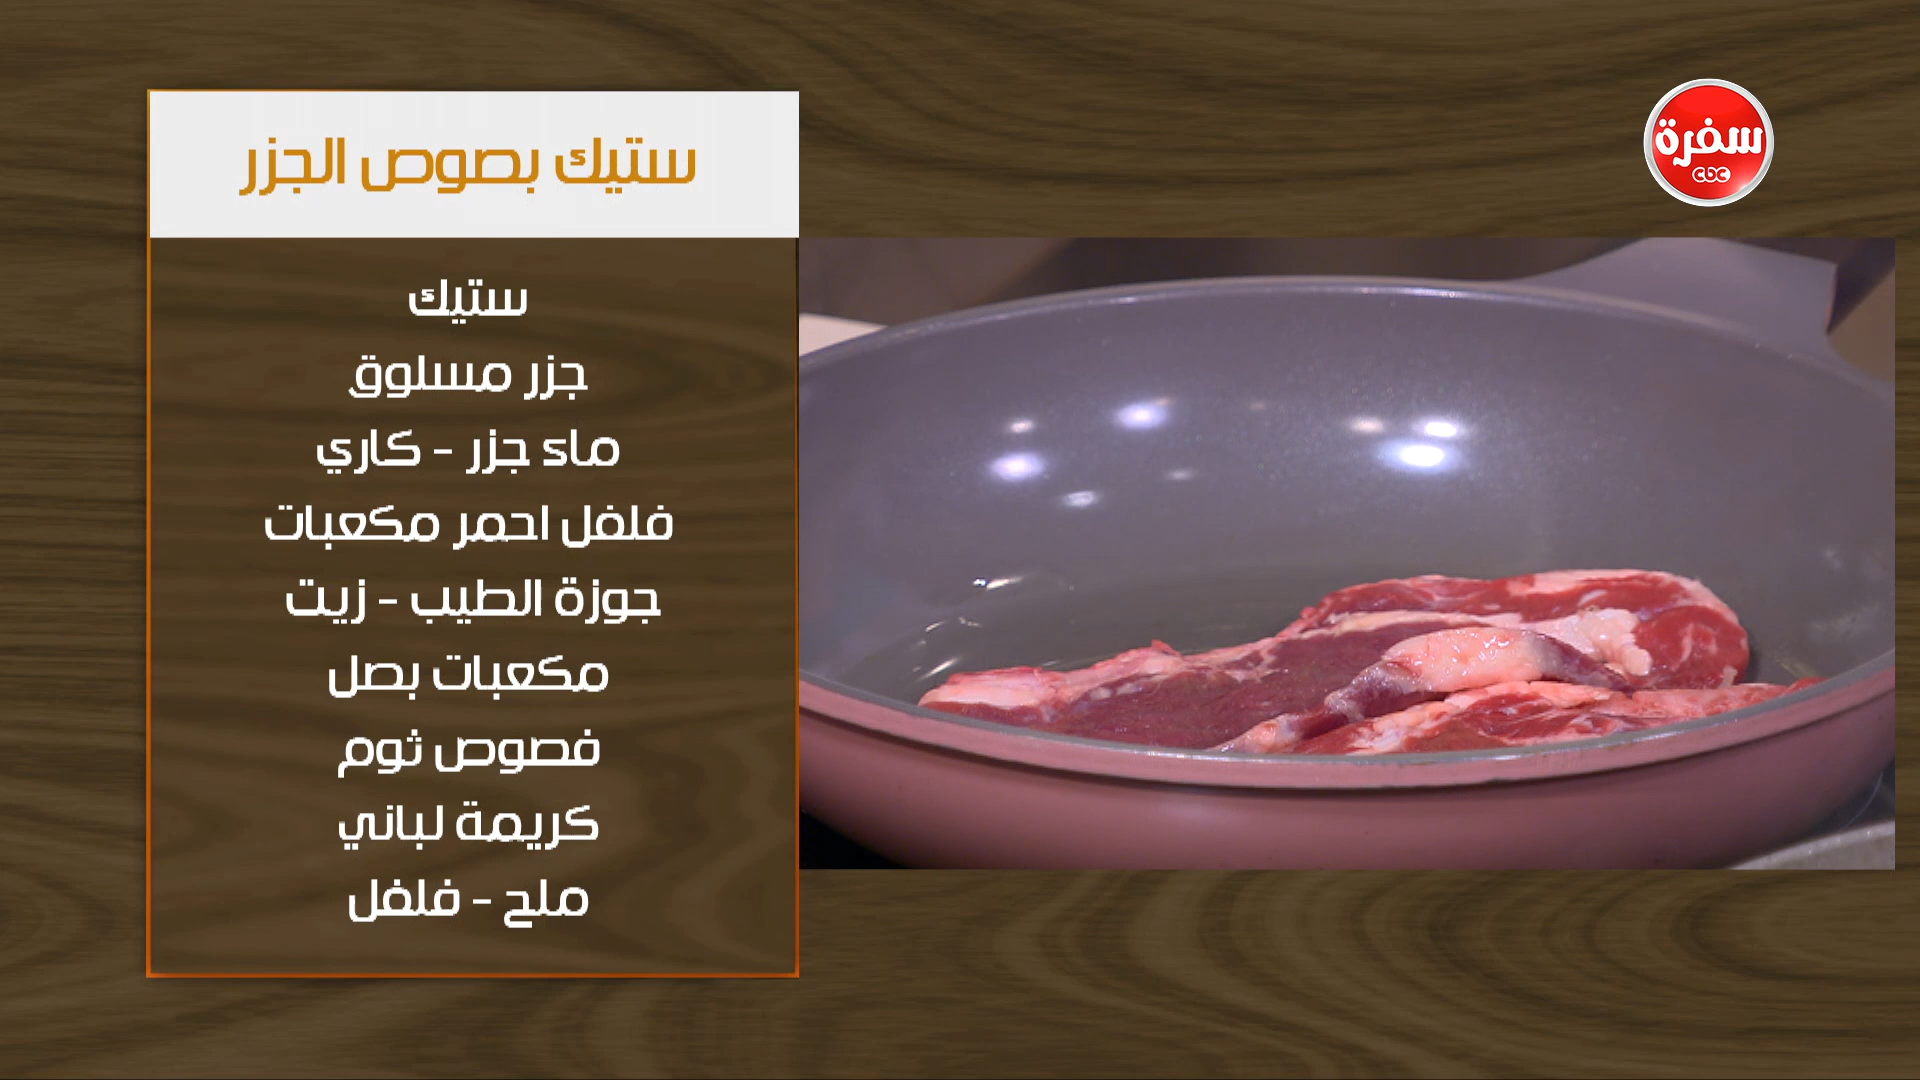 سفرة
cbc
ستيك بصوص الجزر
ستيك
جزر مسلوق
ماء جزر - كاري
فلفل احمر مكعبات
جوزة الطيب - زيت
مكعبات بصل
فصوص ثوم
كريمة لباني
ملح - فلفل